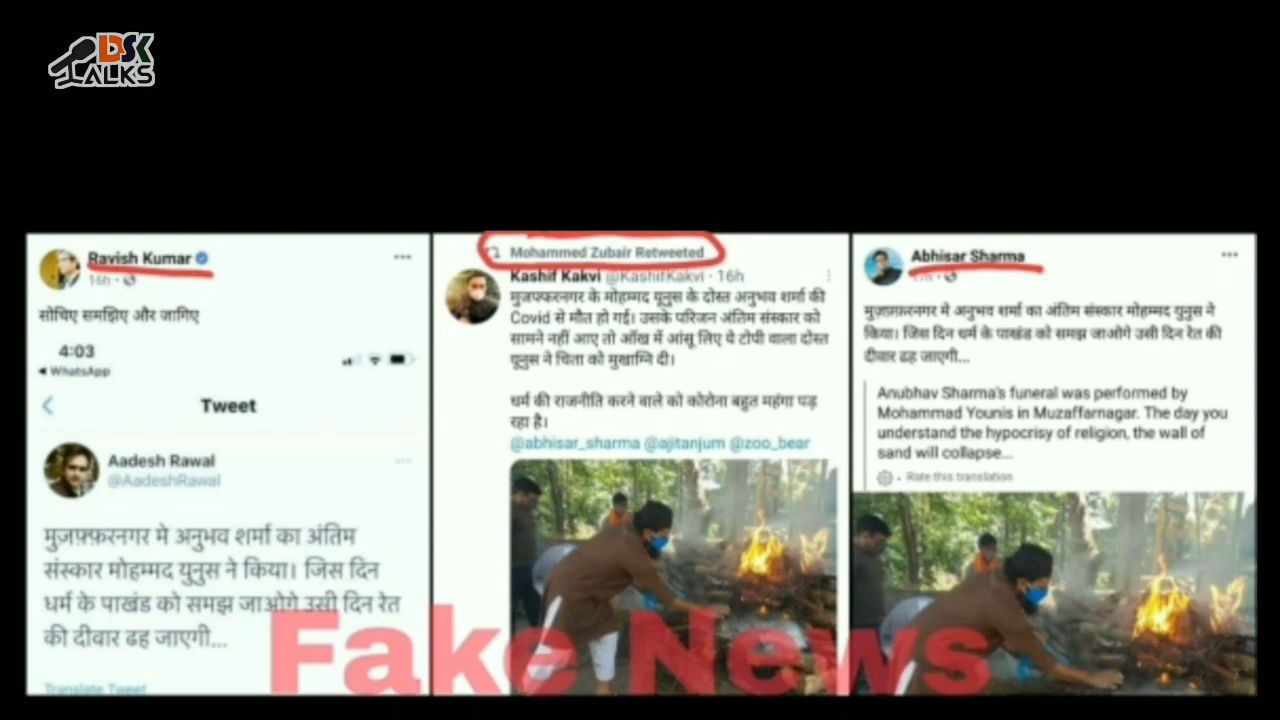 DSK
TALKS
Ravish Kumar
16h
सोचिए समझिए और जागिए
4:03
WhatsApp
Tweet
Aadesh Rawal
@AadeshRawal
मुजफ़्फ़रनगर मे अनुभव शर्मा का अंतिम
संस्कार मोहम्मद युनुस ने किया। जिस दिन
धर्म के पाखंड को समझ जाओगे उसी दिन रेत
की दीवार ढह जाएगी...
Translate Tweet
Mohammed Zubair Retweeted
Kashif Kakvi @KashifKakvi · 16h
मुजफ्फरनगर के मोहम्मद यूनुस के दोस्त अनुभव शर्मा की
Covid से मौत हो गई। उसके परिजन अंतिम संस्कार को
सामने नहीं आए तो आँख में आंसू लिए ये टोपी वाला दोस्त
यूनुस ने चिता को मुखाग्नि दी।
धर्म की राजनीति करने वाले को कोरोना बहुत महंगा पड़
रहा है।
@abhisar_sharma @ajitanjum @zoo_bear
Abhisar Sharma
मुज़फ़्फ़रनगर मे अनुभव शर्मा का अंतिम संस्कार मोहम्मद युनुस ने
किया। जिस दिन धर्म के पाखंड को समझ जाओगे उसी दिन रेत की
दीवार ढह जाएगी...
Anubhav Sharma's funeral was performed by
Mohammad Younis in Muzaffarnagar. The day you
understand the hypocrisy of religion, the wall of
sand will collapse...
Rate this translation
Fake News